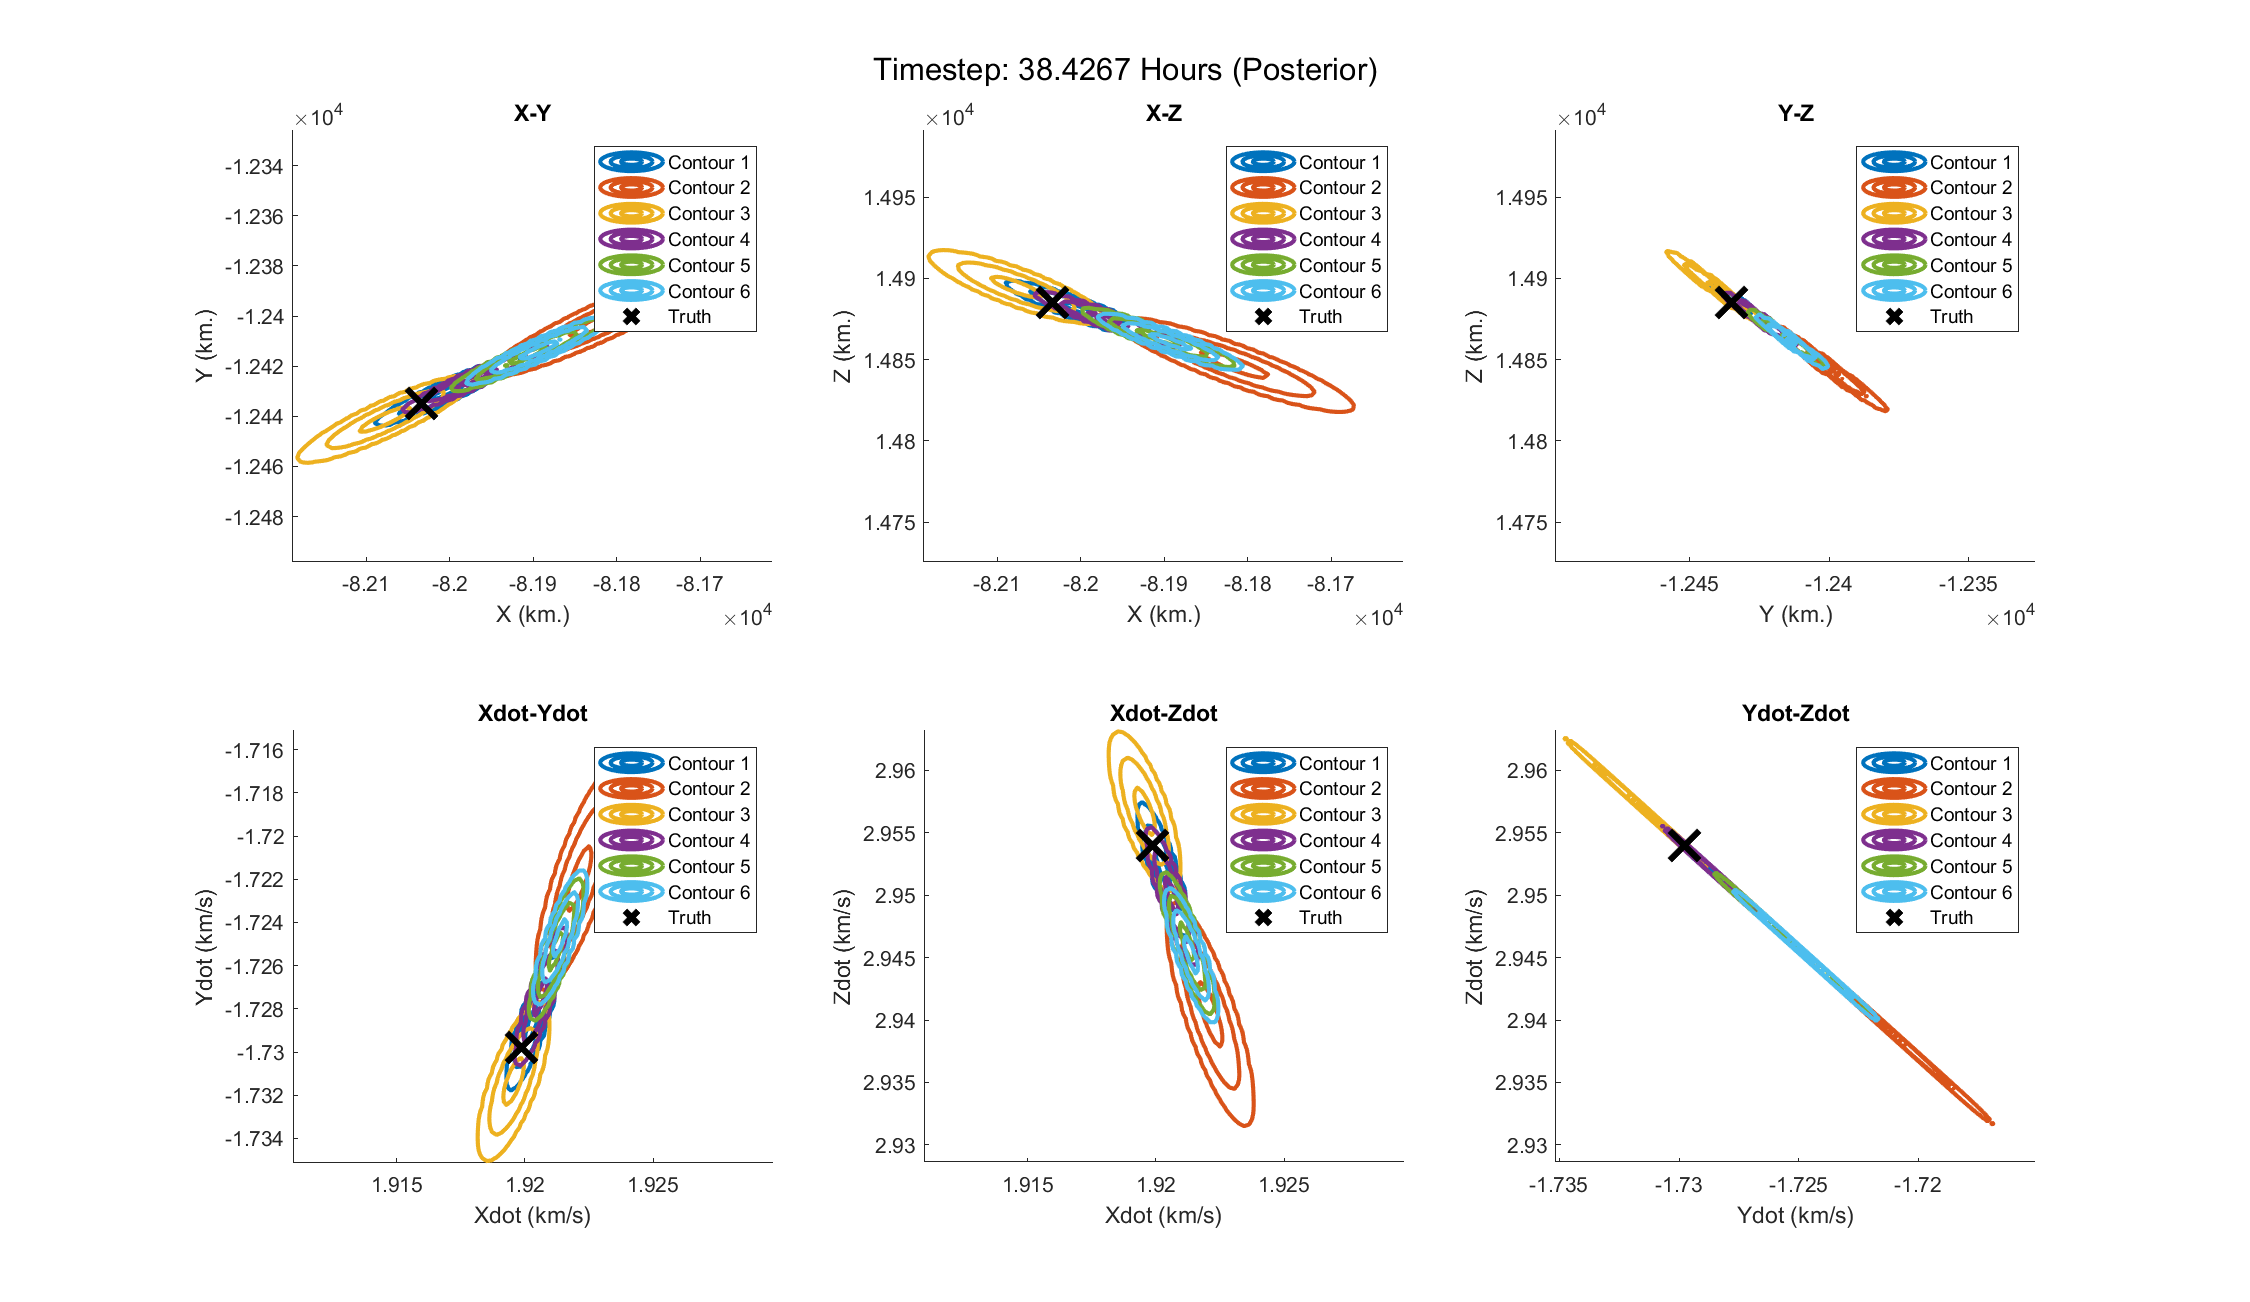 Timestep: 38.4267 Hours (Posterior)
X-Y
×10^4
-1.234
-1.236
-1.238
-1.24
-1.242
-1.244
-1.246
-1.248
Y (km.)
-8.21 -8.2 -8.19 -8.18 -8.17
X (km.)
×10^4
Contour 1
Contour 2
Contour 3
Contour 4
Contour 5
Contour 6
Truth
X-Z
×10^4
1.495
1.49
1.485
1.48
1.475
Z (km.)
-8.21 -8.2 -8.19 -8.18 -8.17
X (km.)
×10^4
Contour 1
Contour 2
Contour 3
Contour 4
Contour 5
Contour 6
Truth
Y-Z
×10^4
1.495
1.49
1.485
1.48
1.475
Z (km.)
-1.245 -1.24 -1.235
Y (km.)
×10^4
Contour 1
Contour 2
Contour 3
Contour 4
Contour 5
Contour 6
Truth
Xdot-Ydot
-1.716
-1.718
-1.72
-1.722
-1.724
-1.726
-1.728
-1.73
-1.732
-1.734
Ydot (km/s)
1.915 1.92 1.925
Xdot (km/s)
Contour 1
Contour 2
Contour 3
Contour 4
Contour 5
Contour 6
Truth
Xdot-Zdot
2.96
2.955
2.95
2.945
2.94
2.935
2.93
Zdot (km/s)
1.915 1.92 1.925
Xdot (km/s)
Contour 1
Contour 2
Contour 3
Contour 4
Contour 5
Contour 6
Truth
Ydot-Zdot
2.96
2.955
2.95
2.945
2.94
2.935
2.93
Zdot (km/s)
-1.735 -1.73 -1.725 -1.72
Ydot (km/s)
Contour 1
Contour 2
Contour 3
Contour 4
Contour 5
Contour 6
Truth